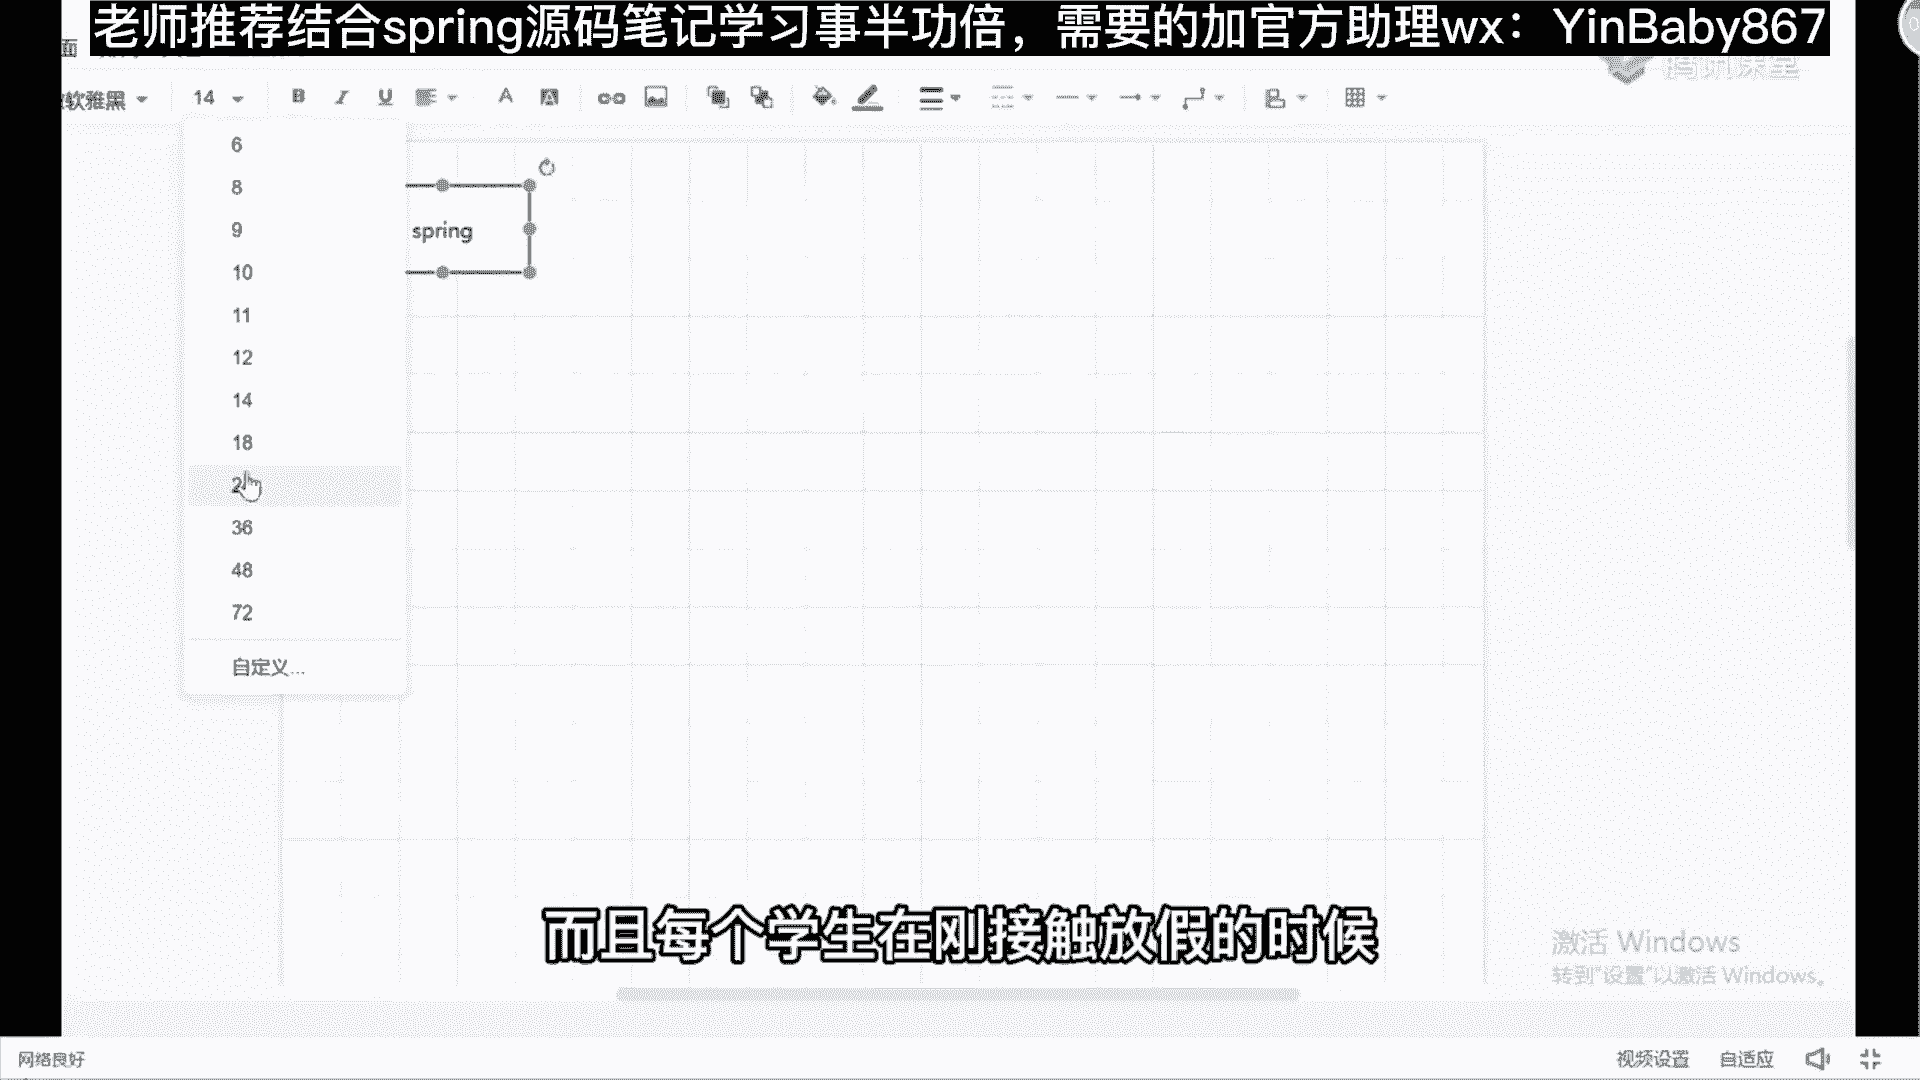 老师推荐结合spring源码笔记学习事半功倍，需要的加官方助理wx：YinBaby867
面
腾讯课堂
软雅黑
14
B I U A A
6
8
9
10
11
12
14
18
2
36
48
72
自定义...
spring
而且每个学生在刚接触放假的时候
激活 Windows
转到"设置"以激活 Windows。
网络良好
视频设置
自适应